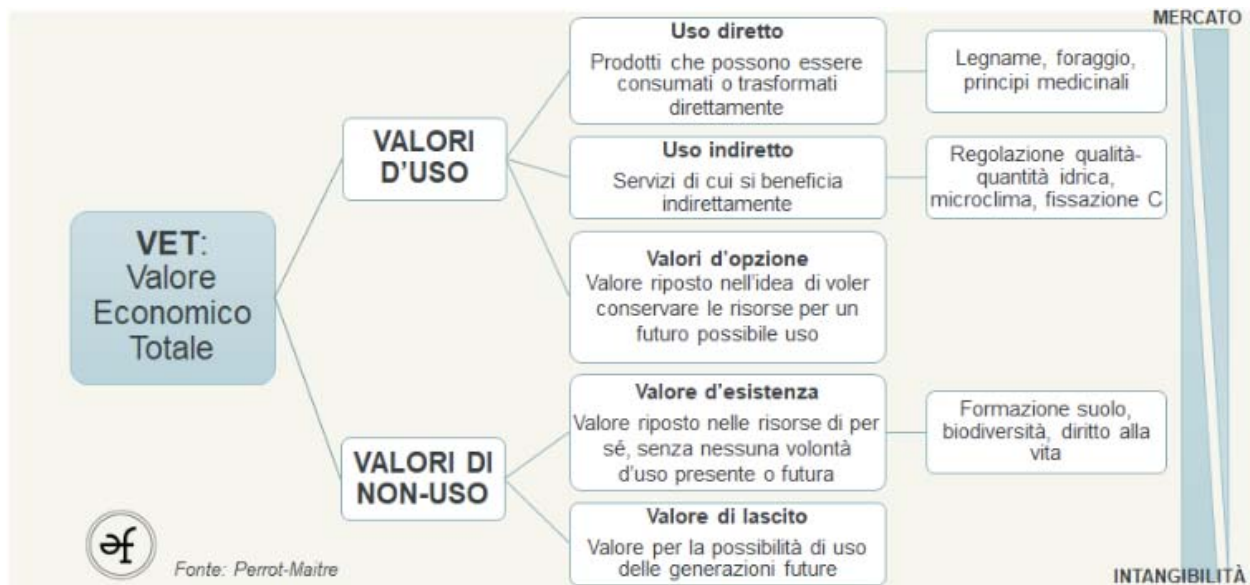 MERCATO
VET:
Valore
Economico
Totale
VALORI
D'USO
Uso diretto
Prodotti che possono essere
consumati o trasformati
direttamente
Legname, foraggio,
principi medicinali
Uso indiretto
Servizi di cui si beneficia
indirettamente
Regolazione qualità-
quantità idrica,
microclima, fissazione C
Valori d'opzione
Valore riposto nell'idea di voler
conservare le risorse per un
futuro possibile uso
VALORI DI
NON-USO
Valore d'esistenza
Valore riposto nelle risorse di per
sé, senza nessuna volontà
d'uso presente o futura
Formazione suolo,
biodiversità, diritto alla
vita
Valore di lascito
Valore per la possibilità di uso
delle generazioni future
əf
Fonte: Perrot-Maitre
INTANGIBILITÀ